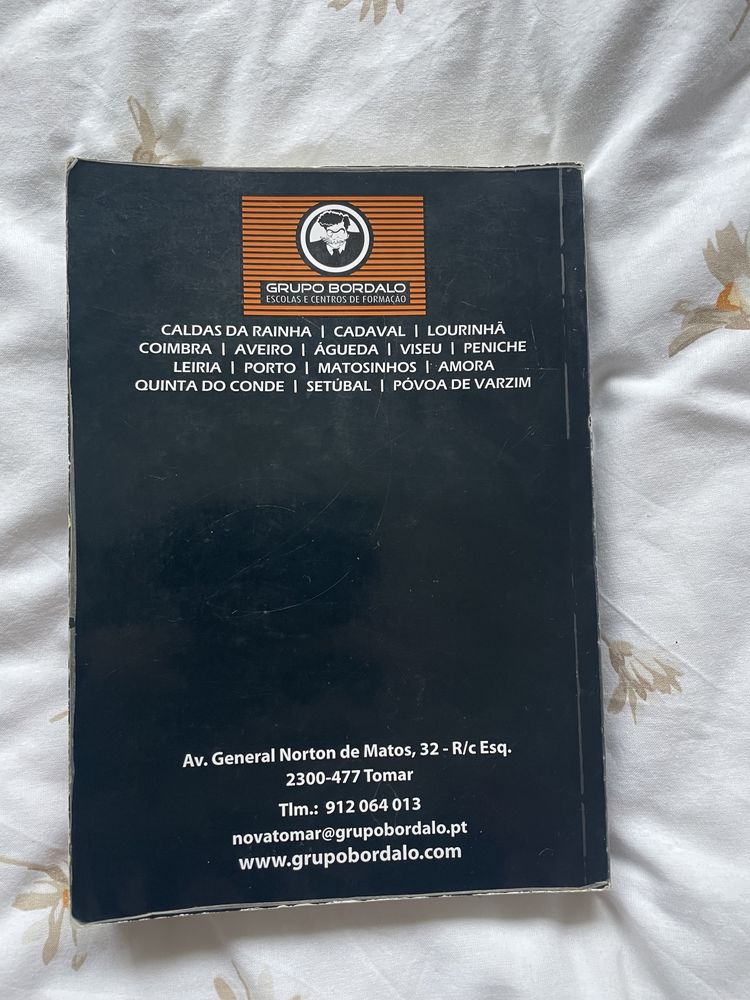 GRUPO BORDALO
ESCOLAS E CENTROS DE FORMAÇÃO
CALDAS DA RAINHA | CADAVAL | LOURINHÃ
COIMBRA | AVEIRO | ÁGUEDA | VISEU | PENICHE
LEIRIA | PORTO | MATOSINHOS | AMORA
QUINTA DO CONDE | SETÚBAL | PÓVOA DE VARZIM
Av. General Norton de Matos, 32 - R/c Esq.
2300-477 Tomar
Tlm.: 912 064 013
novatomar@grupobordalo.pt
www.grupobordalo.com